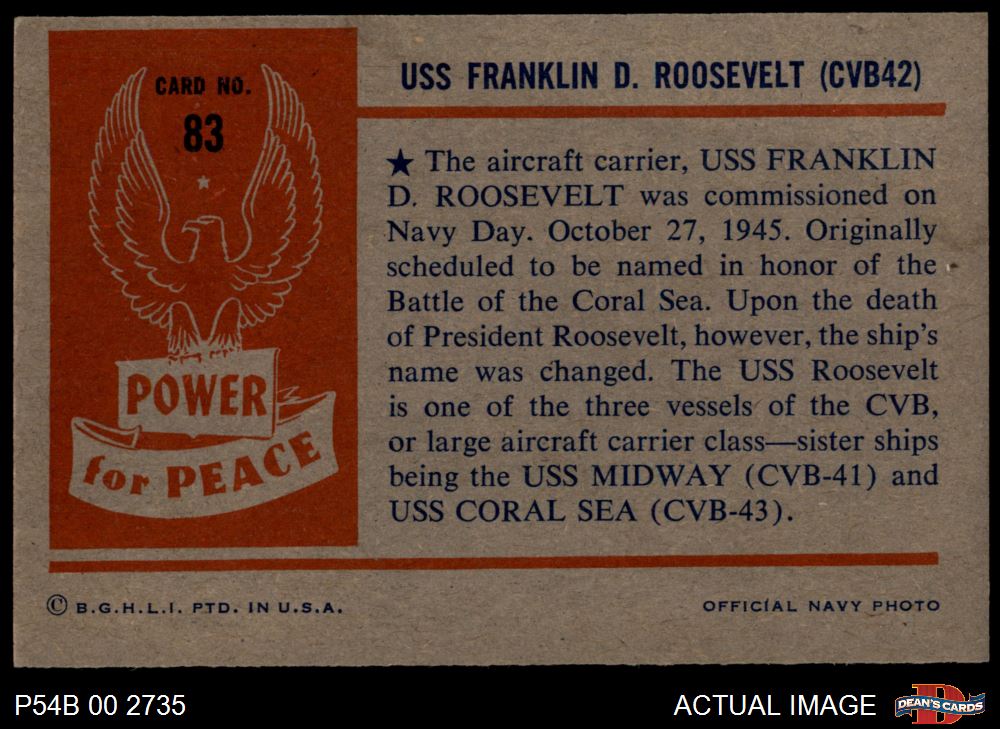 CARD NO.
83
POWER
for PEACE
USS FRANKLIN D. ROOSEVELT (CVB42)
★ The aircraft carrier, USS FRANKLIN
D. ROOSEVELT was commissioned on
Navy Day. October 27, 1945. Originally
scheduled to be named in honor of the
Battle of the Coral Sea. Upon the death
of President Roosevelt, however, the ship's
name was changed. The USS Roosevelt
is one of the three vessels of the CVB,
or large aircraft carrier class—sister ships
being the USS MIDWAY (CVB-41) and
USS CORAL SEA (CVB-43).
© B.G.H.L.I. PTD. IN U.S.A.
OFFICIAL NAVY PHOTO
P54B 00 2735
ACTUAL IMAGE
D
DEAN'S CARDS